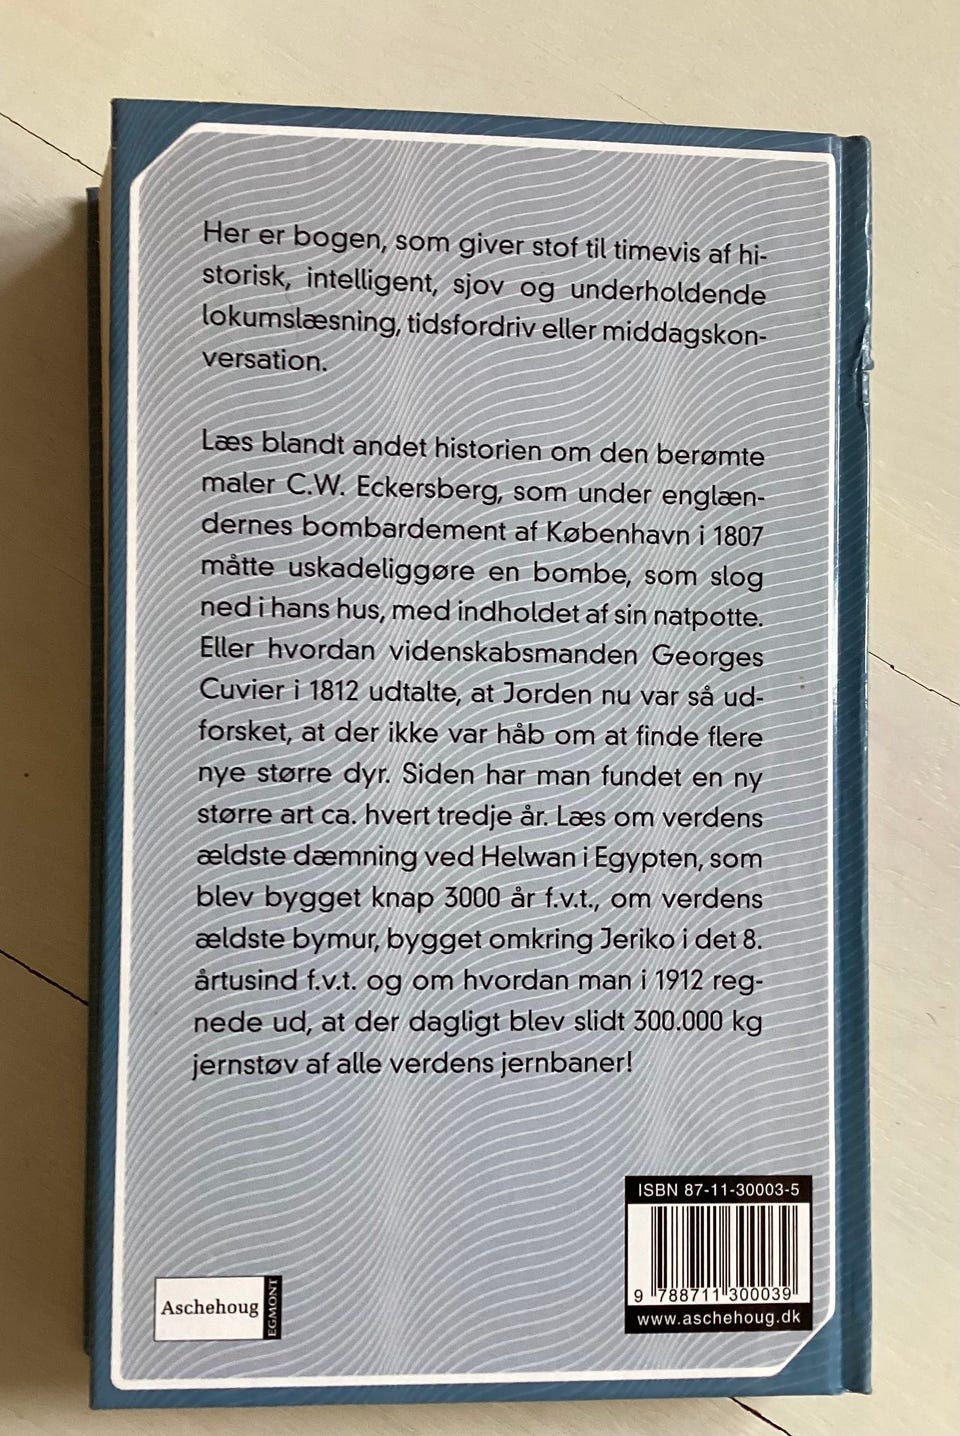 Her er bogen, som giver stof til timevis af hi-
storisk, intelligent, sjov og underholdende
lokumslæsning, tidsfordriv eller middagskon-
versation.
Læs blandt andet historien om den berømte
maler C.W. Eckersberg, som under englæn-
dernes bombardement af København i 1807
måtte uskadeliggøre en bombe, som slog
ned i hans hus, med indholdet af sin natpotte.
Eller hvordan videnskabsmanden Georges
Cuvier i 1812 udtalte, at Jorden nu var så ud-
forsket, at der ikke var håb om at finde flere
nye større dyr. Siden har man fundet en ny
større art ca. hvert tredje år. Læs om verdens
ældste dæmning ved Helwan i Egypten, som
blev bygget knap 3000 år f.v.t., om verdens
ældste bymur, bygget omkring Jeriko i det 8.
årtusind f.v.t. og om hvordan man i 1912 reg-
nede ud, at der dagligt blev slidt 300.000 kg
jernstøv af alle verdens jernbaner!
ISBN 87-11-30003-5
9 788711 300039
www.aschehoug.dk
Aschehoug
EGMONT